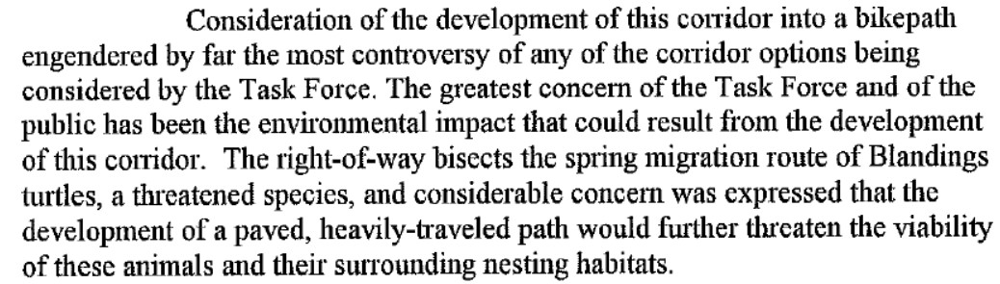 Consideration of the development of this corridor into a bikepath
engendered by far the most controversy of any of the corridor options being
considered by the Task Force. The greatest concern of the Task Force and of the
public has been the environmental impact that could result from the development
of this corridor. The right-of-way bisects the spring migration route of Blandings
turtles, a threatened species, and considerable concern was expressed that the
development of a paved, heavily-traveled path would further threaten the viability
of these animals and their surrounding nesting habitats.